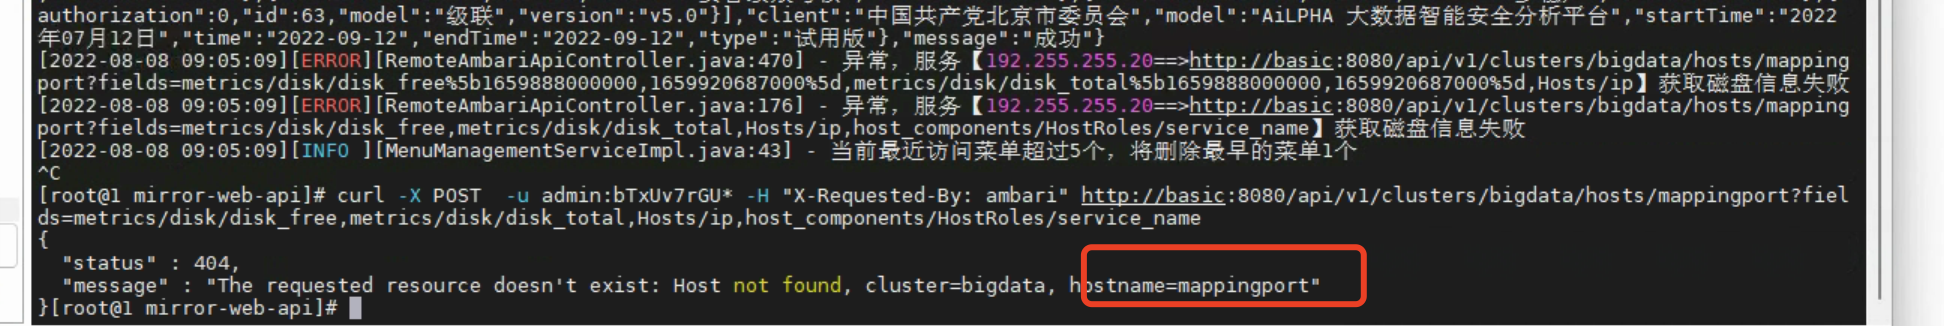 authorization":0,"id":63,"model":"级联","version":"v5.0"}],"client":"中国共产党北京市委员会","model":"AiLPHA 大数据智能安全分析平台","startTime":"2022
年07月12日","time":"2022-09-12","endTime":"2022-09-12","type":"试用版"},"message":"成功"}
[2022-08-08 09:05:09][ERROR][RemoteAmbariApiController.java:470] - 异常，服务【192.255.255.20==>http://basic:8080/api/v1/clusters/bigdata/hosts/mapping
port?fields=metrics/disk/disk_free%5b1659888000000,1659920687000%5d,metrics/disk/disk_total%5b1659888000000,1659920687000%5d,Hosts/ip】获取磁盘信息失败
[2022-08-08 09:05:09][ERROR][RemoteAmbariApiController.java:176] - 异常，服务【192.255.255.20==>http://basic:8080/api/v1/clusters/bigdata/hosts/mapping
port?fields=metrics/disk/disk_free,metrics/disk/disk_total,Hosts/ip,host_components/HostRoles/service_name】获取磁盘信息失败
[2022-08-08 09:05:09][INFO ][MenuManagementServiceImpl.java:43] - 当前最近访问菜单超过5个，将删除最早的菜单1个
^C
[root@1 mirror-web-api]# curl -X POST  -u admin:bTxUv7rGU* -H "X-Requested-By: ambari" http://basic:8080/api/v1/clusters/bigdata/hosts/mappingport?fiel
ds=metrics/disk/disk_free,metrics/disk/disk_total,Hosts/ip,host_components/HostRoles/service_name
{
  "status" : 404,
  "message" : "The requested resource doesn't exist: Host not found, cluster=bigdata, hostname=mappingport"
}[root@1 mirror-web-api]#